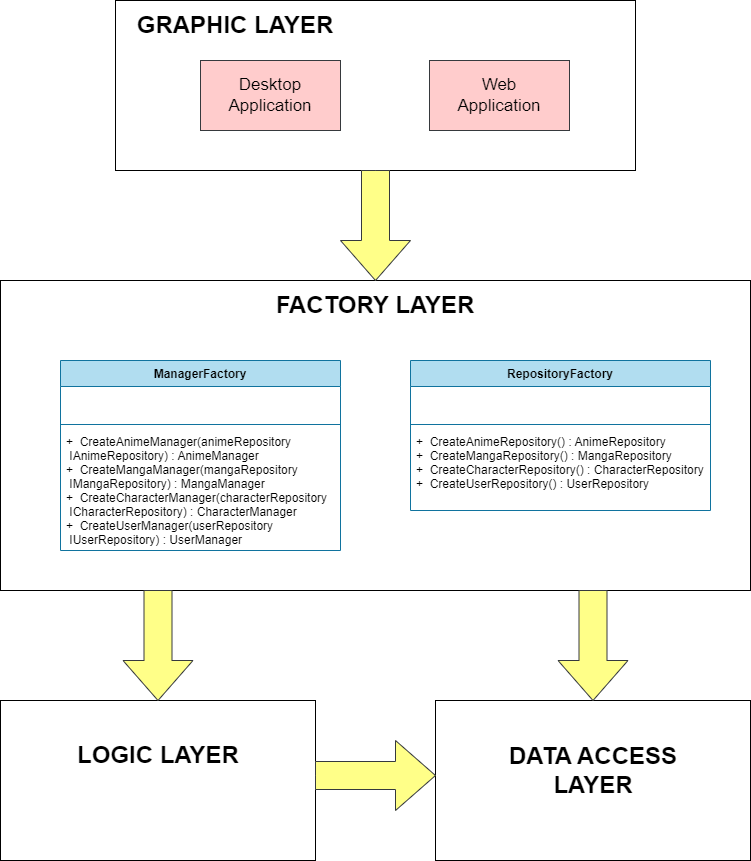 GRAPHIC LAYER
Desktop
Application
Web
Application
FACTORY LAYER
ManagerFactory
+ CreateAnimeManager(animeRepository
IAnimeRepository) : AnimeManager
+ CreateMangaManager(mangaRepository
IMangaRepository) : MangaManager
+ CreateCharacterManager(characterRepository
ICharacterRepository) : CharacterManager
+ CreateUserManager(userRepository
IUserRepository) : UserManager
RepositoryFactory
+ CreateAnimeRepository() : AnimeRepository
+ CreateMangaRepository() : MangaRepository
+ CreateCharacterRepository() : CharacterRepository
+ CreateUserRepository() : UserRepository
LOGIC LAYER
DATA ACCESS
LAYER